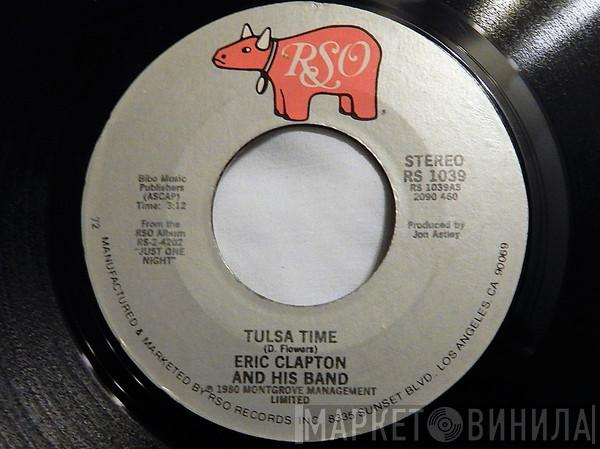 RSO
STEREO
RS 1039
RS 1039AS
2090 460
Bibo Music
Publishers
(ASCAP)
Time: 3:12
From the
RSO Album
RS-2-4202
"JUST ONE
NIGHT"
Produced by
Jon Astley
TULSA TIME
(D. Flowers)
ERIC CLAPTON
AND HIS BAND
℗ 1980 MONTGROVE MANAGEMENT
LIMITED
72 MANUFACTURED & MARKETED BY RSO RECORDS INC. 8335 SUNSET BLVD., LOS ANGELES, CA 90069
МАРКЕТ ВИНИЛА